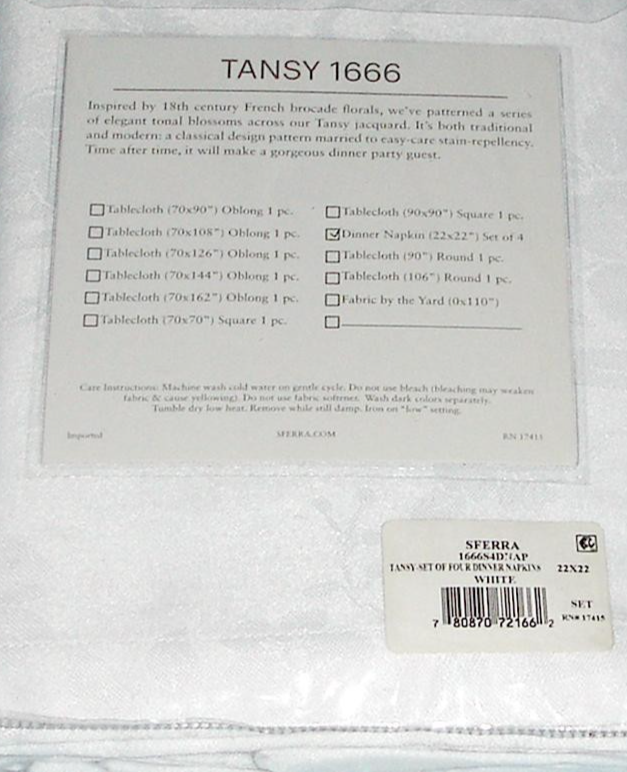 TANSY 1666
Inspired by 18th century French brocade florals, we've patterned a series
of elegant tonal blossoms across our Tansy jacquard. It's both traditional
and modern: a classical design pattern married to easy-care stain-repellency.
Time after time, it will make a gorgeous dinner party guest.
Tablecloth (70x90") Oblong 1 pc.
Tablecloth (70x108") Oblong 1 pc.
Tablecloth (70x126") Oblong 1 pc.
Tablecloth (70x144") Oblong 1 pc.
Tablecloth (70x162") Oblong 1 pc.
Tablecloth (70x70") Square 1 pc.
Tablecloth (90x90") Square 1 pc.
Dinner Napkin (22x22") Set of 4
Tablecloth (90") Round 1 pc.
Tablecloth (106") Round 1 pc.
Fabric by the Yard (0x110")
Care Instructions: Machine wash cold water on gentle cycle. Do not use bleach (bleaching may weaken
fabric & cause yellowing). Do not use fabric softener. Wash dark colors separately.
Tumble dry low heat. Remove while still damp. Iron on "low" setting.
Imported
SFERRA.COM
RN 17415
SFERRA
TANSY-SET OF FOUR DINNER NAPKINS 22X22
WHITE
SET
RN# 17415
7 80870 72166 2